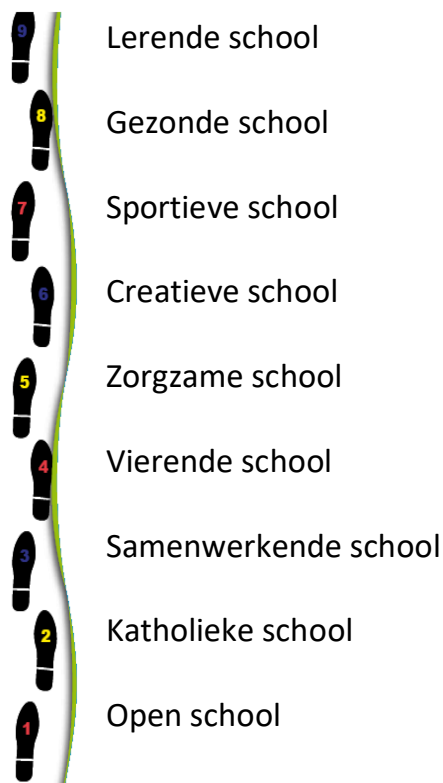 9 Lerende school
8 Gezonde school
7 Sportieve school
6 Creatieve school
5 Zorgzame school
4 Vierende school
3 Samenwerkende school
2 Katholieke school
1 Open school